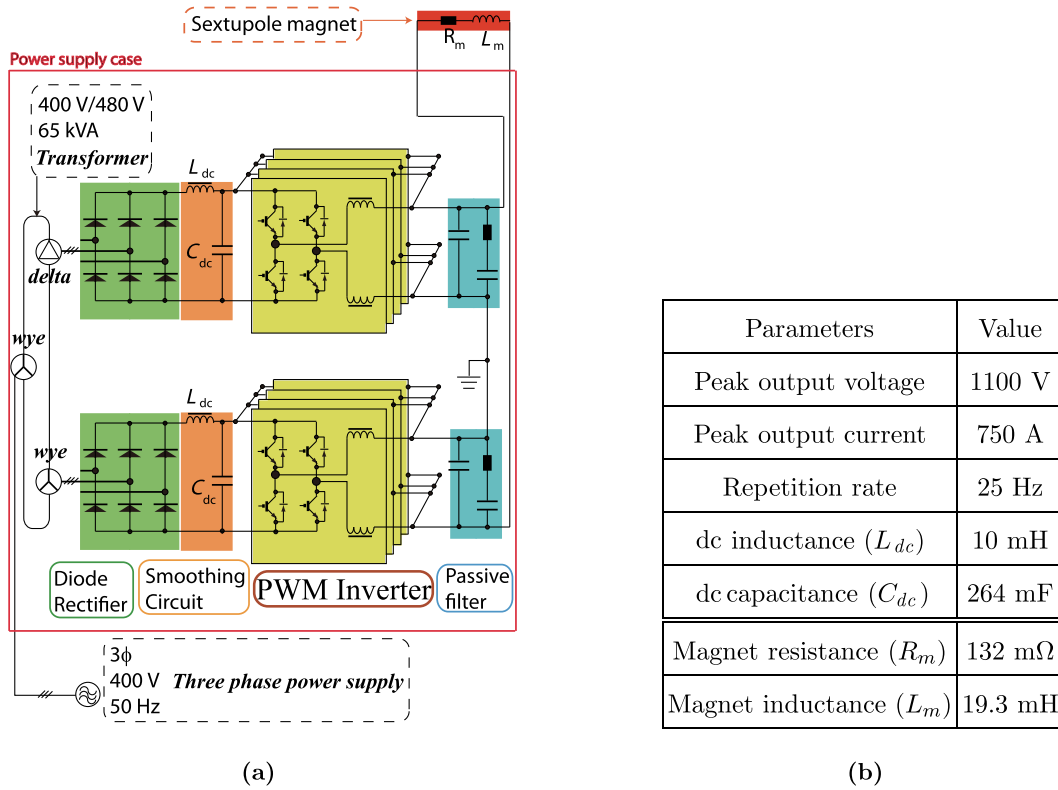 Sextupole magnet
R_m
L_m
Power supply case
400 V/480 V
65 kVA
Transformer
L_dc
C_dc
delta
wye
L_dc
wye
C_dc
Diode
Rectifier
Smoothing
Circuit
PWM Inverter
Passive
filter
3ϕ
400 V
50 Hz
Three phase power supply
(a)
Parameters Value
Peak output voltage 1100 V
Peak output current 750 A
Repetition rate 25 Hz
dc inductance (L_dc) 10 mH
dc capacitance (C_dc) 264 mF
Magnet resistance (R_m) 132 mΩ
Magnet inductance (L_m) 19.3 mH
(b)